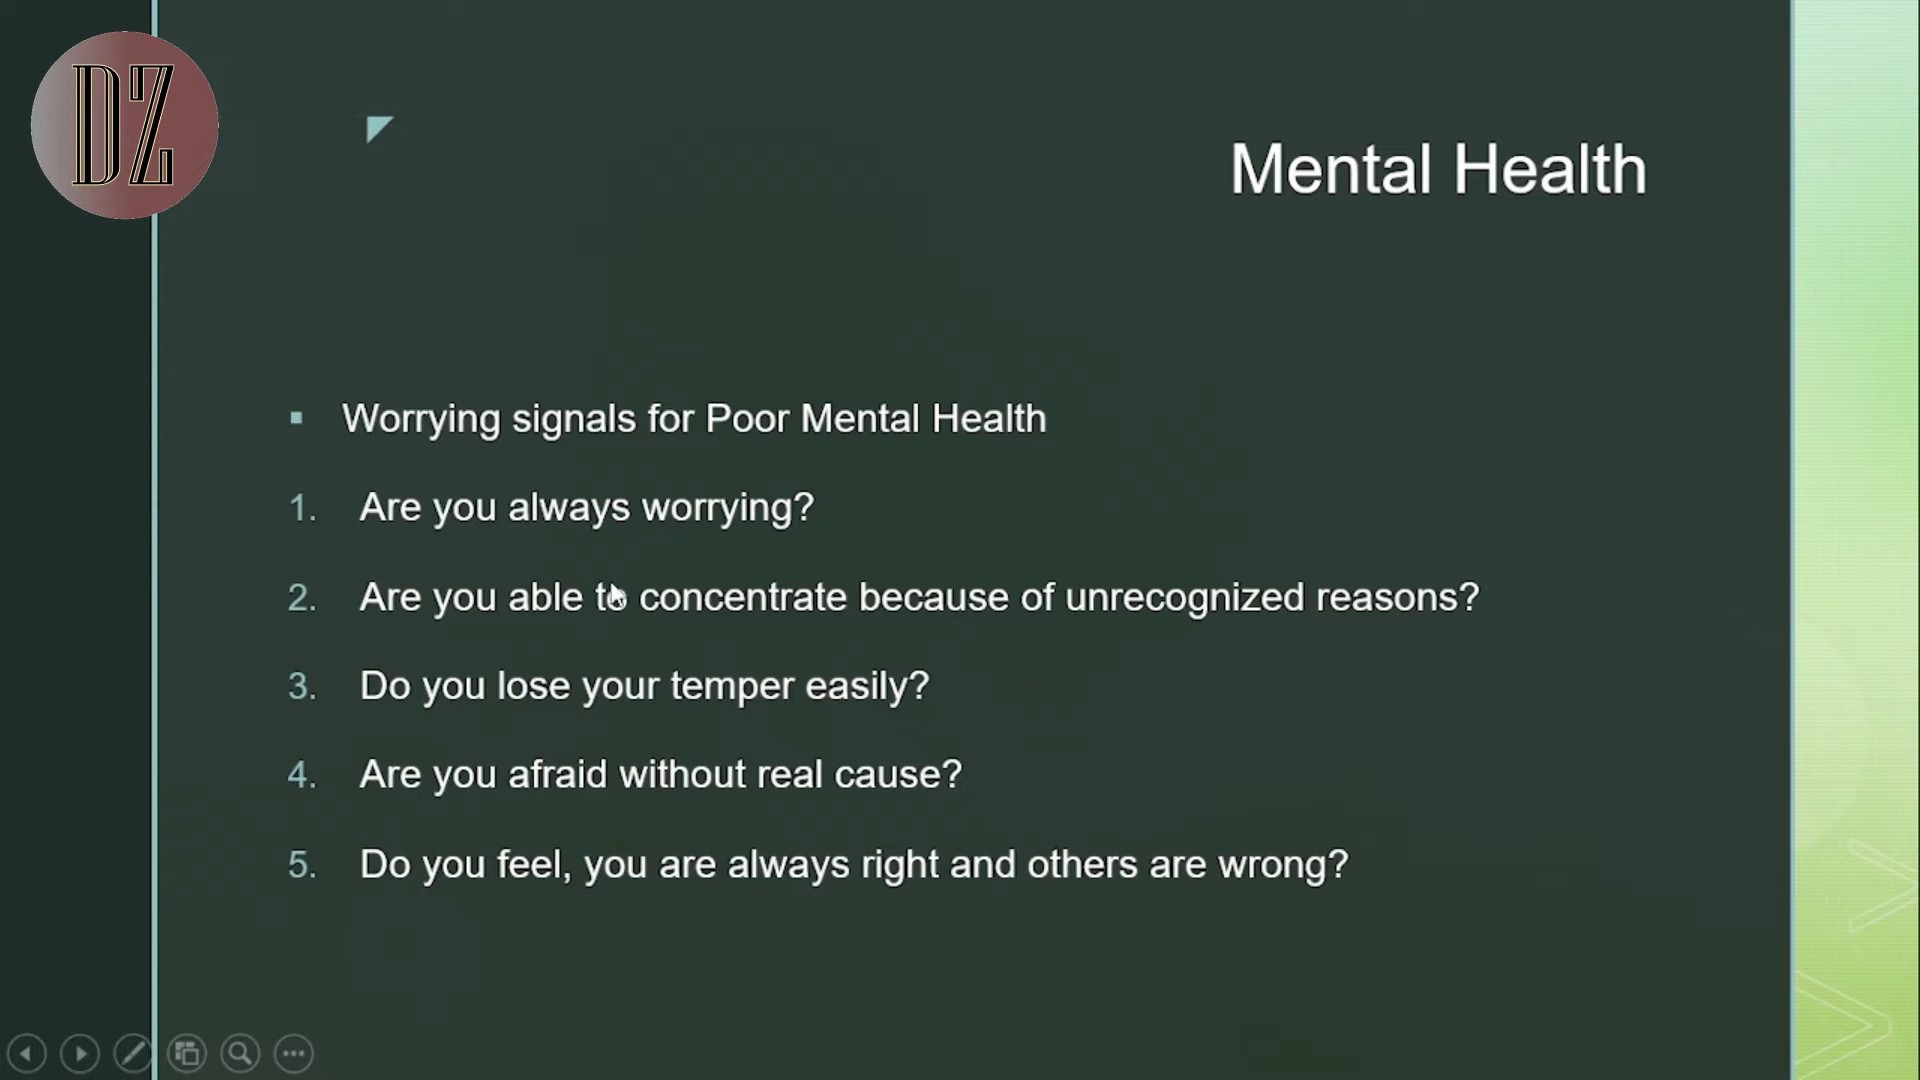 DZ
Mental Health
▪ Worrying signals for Poor Mental Health
1. Are you always worrying?
2. Are you able to concentrate because of unrecognized reasons?
3. Do you lose your temper easily?
4. Are you afraid without real cause?
5. Do you feel, you are always right and others are wrong?